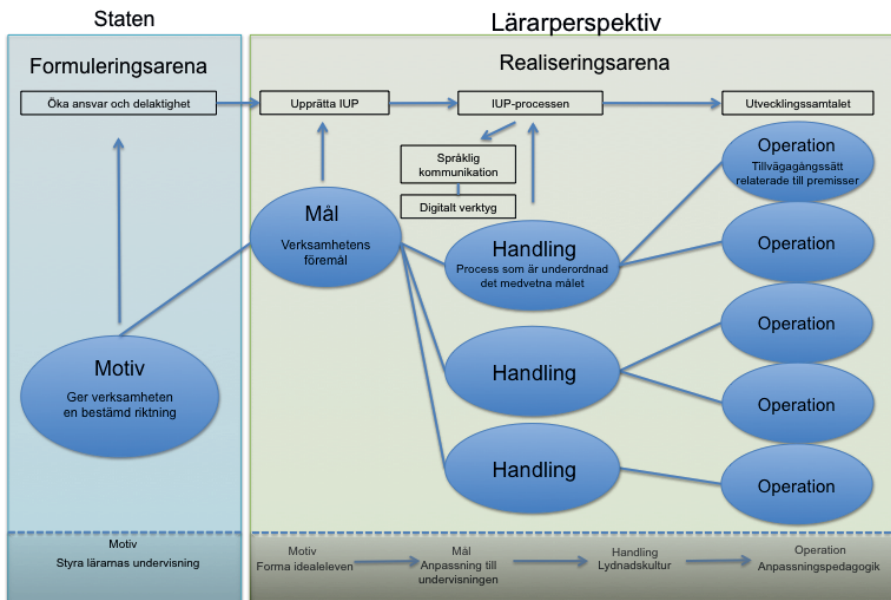 Staten
Lärarperspektiv
Formuleringsarena
Realiseringsarena
Öka ansvar och delaktighet
Upprätta IUP
IUP-processen
Utvecklingssamtalet
Språklig
kommunikation
Digitalt verktyg
Operation
Tillvägagångssätt
relaterade till premisser
Mål
Verksamhetens
föremål
Handling
Process som är underordnad
det medvetna målet
Operation
Motiv
Ger verksamheten
en bestämd riktning
Handling
Operation
Operation
Handling
Operation
Motiv
Styra lärarnas undervisning
Motiv
Forma idealeleven
Mål
Anpassning till
undervisningen
Handling
Lydnadskultur
Operation
Anpassningspedagogik